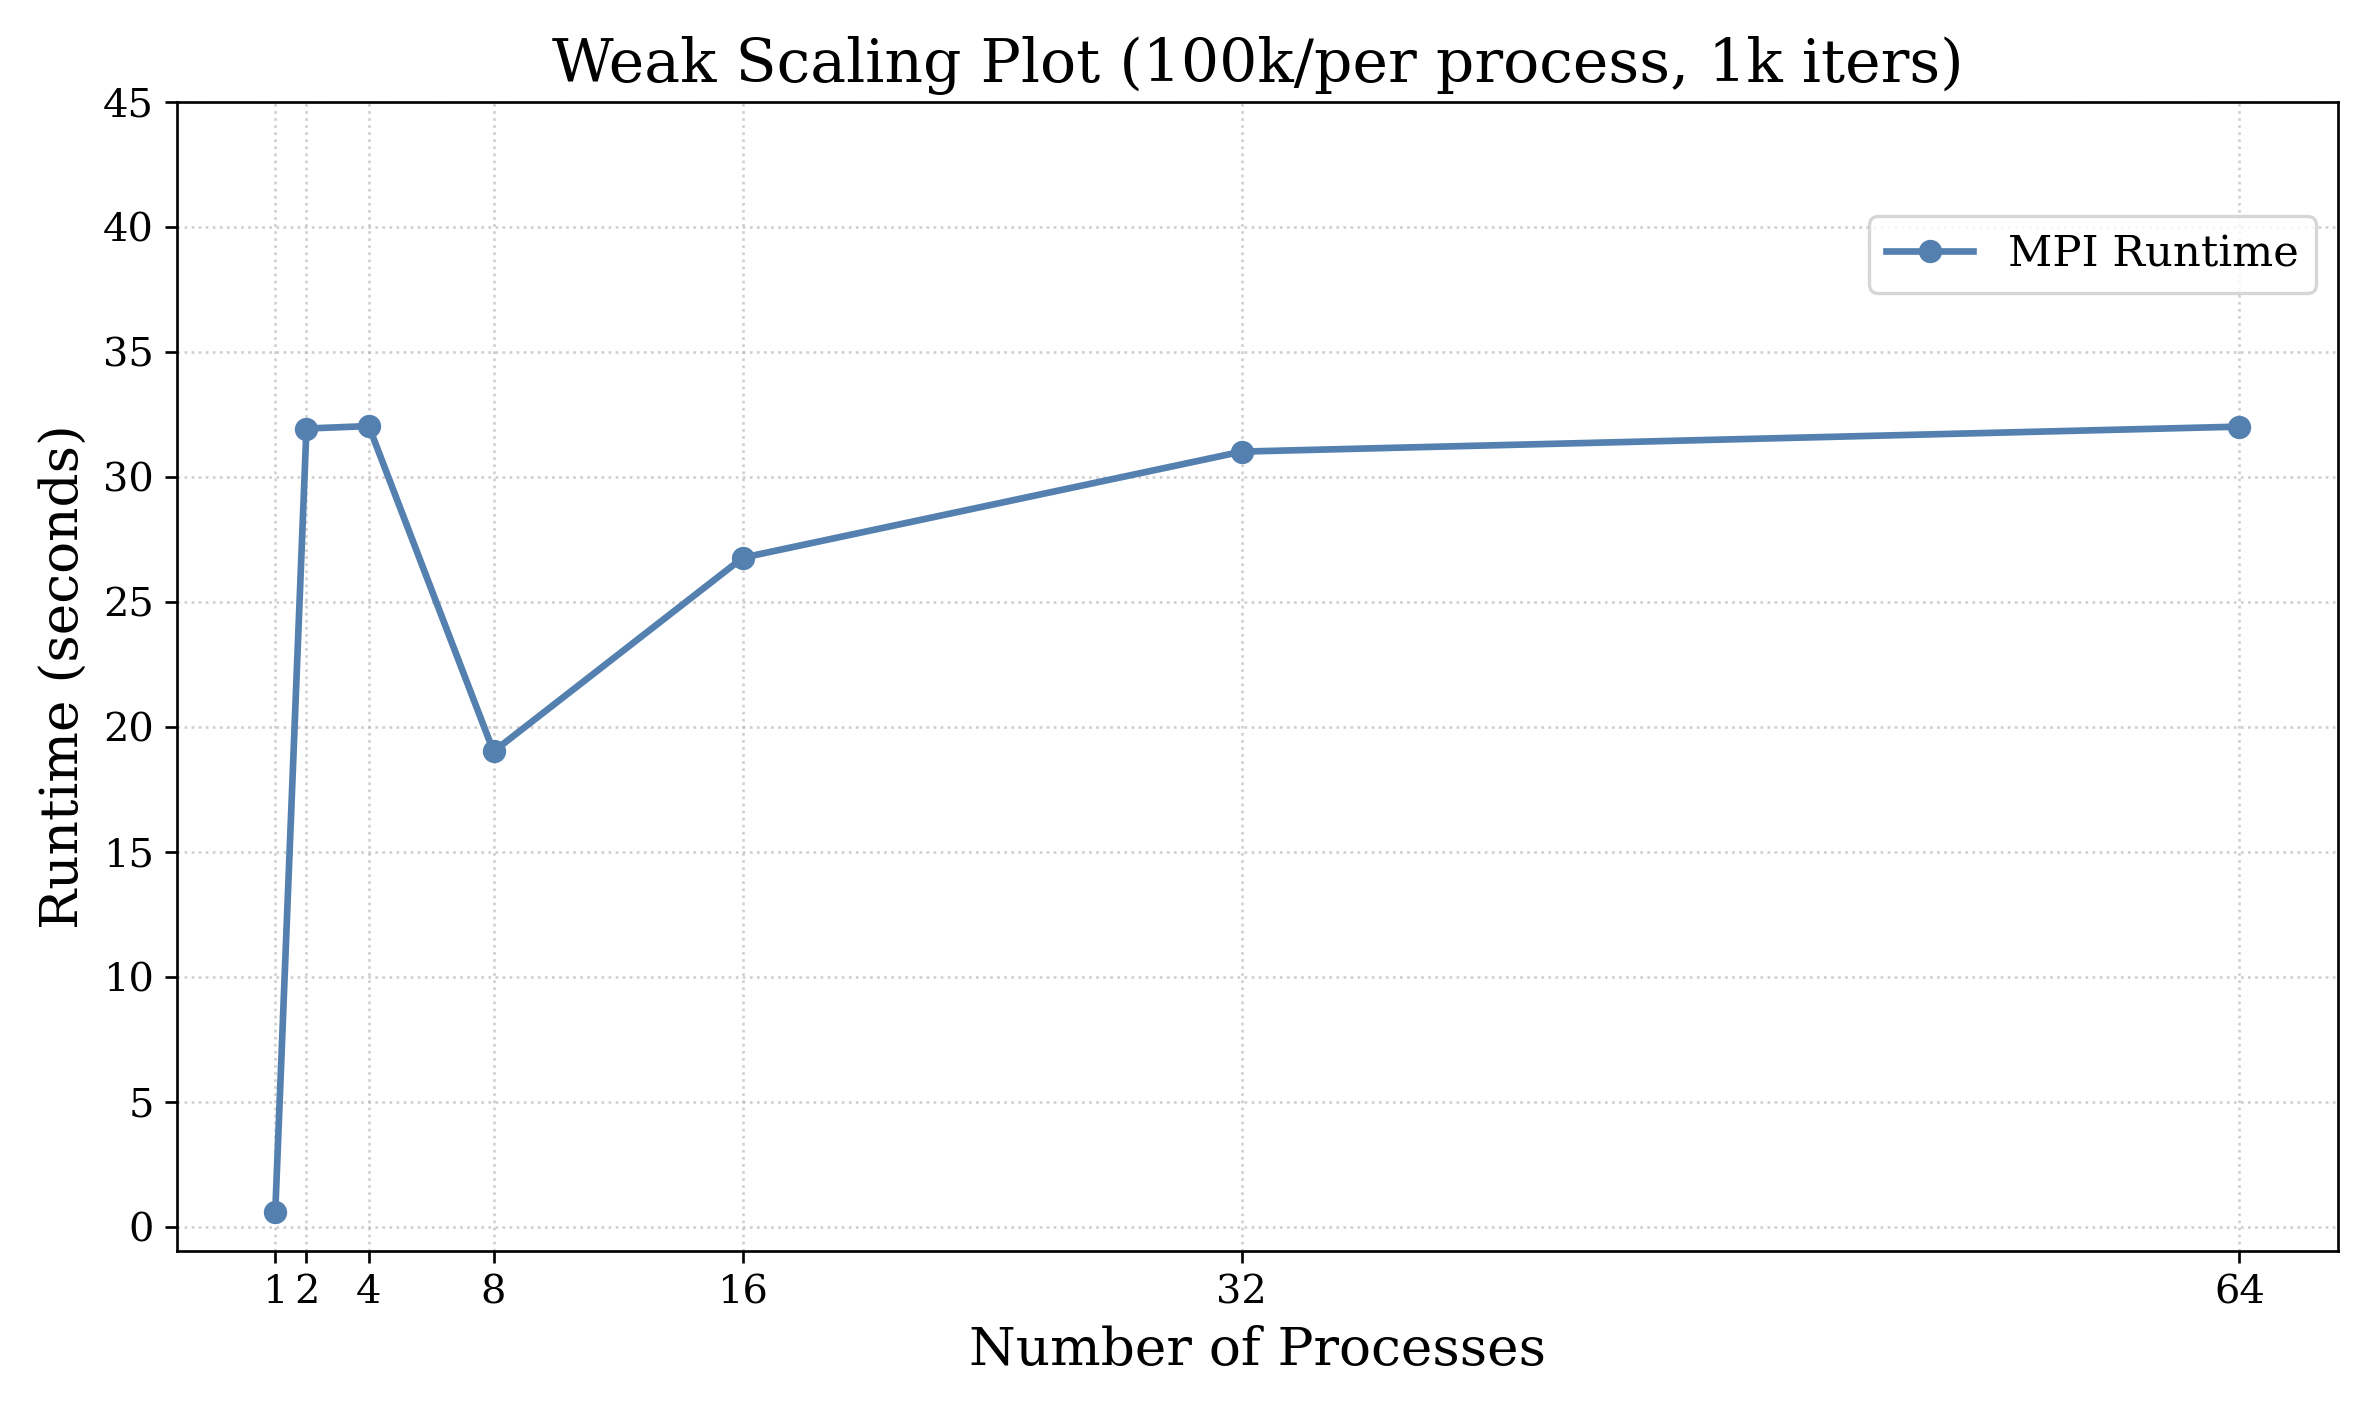 Weak Scaling Plot (100k/per process, 1k iters)
45
40
35
30
25
20
15
10
5
0
Runtime (seconds)
MPI Runtime
1 2 4 8 16 32 64
Number of Processes